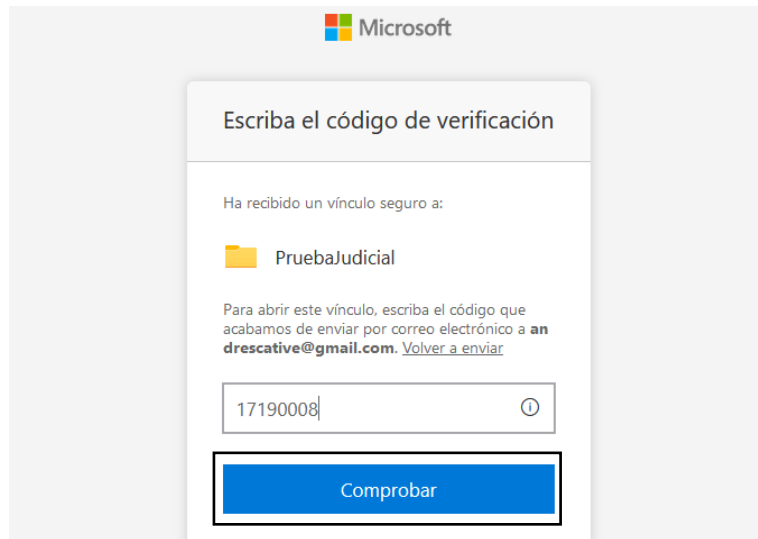 Microsoft
Escriba el código de verificación
Ha recibido un vínculo seguro a:
PruebaJudicial
Para abrir este vínculo, escriba el código que
acabamos de enviar por correo electrónico a an
drescative@gmail.com. Volver a enviar
17190008
Comprobar